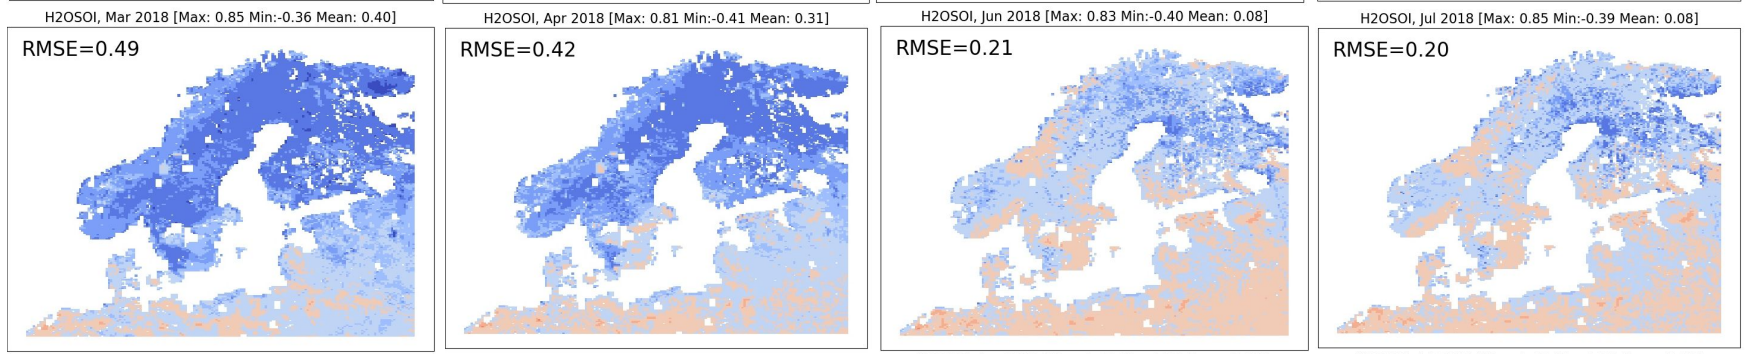 H2OSOI, Mar 2018 [Max: 0.85 Min:-0.36 Mean: 0.40]
RMSE=0.49
H2OSOI, Apr 2018 [Max: 0.81 Min:-0.41 Mean: 0.31]
RMSE=0.42
H2OSOI, Jun 2018 [Max: 0.83 Min:-0.40 Mean: 0.08]
RMSE=0.21
H2OSOI, Jul 2018 [Max: 0.85 Min:-0.39 Mean: 0.08]
RMSE=0.20